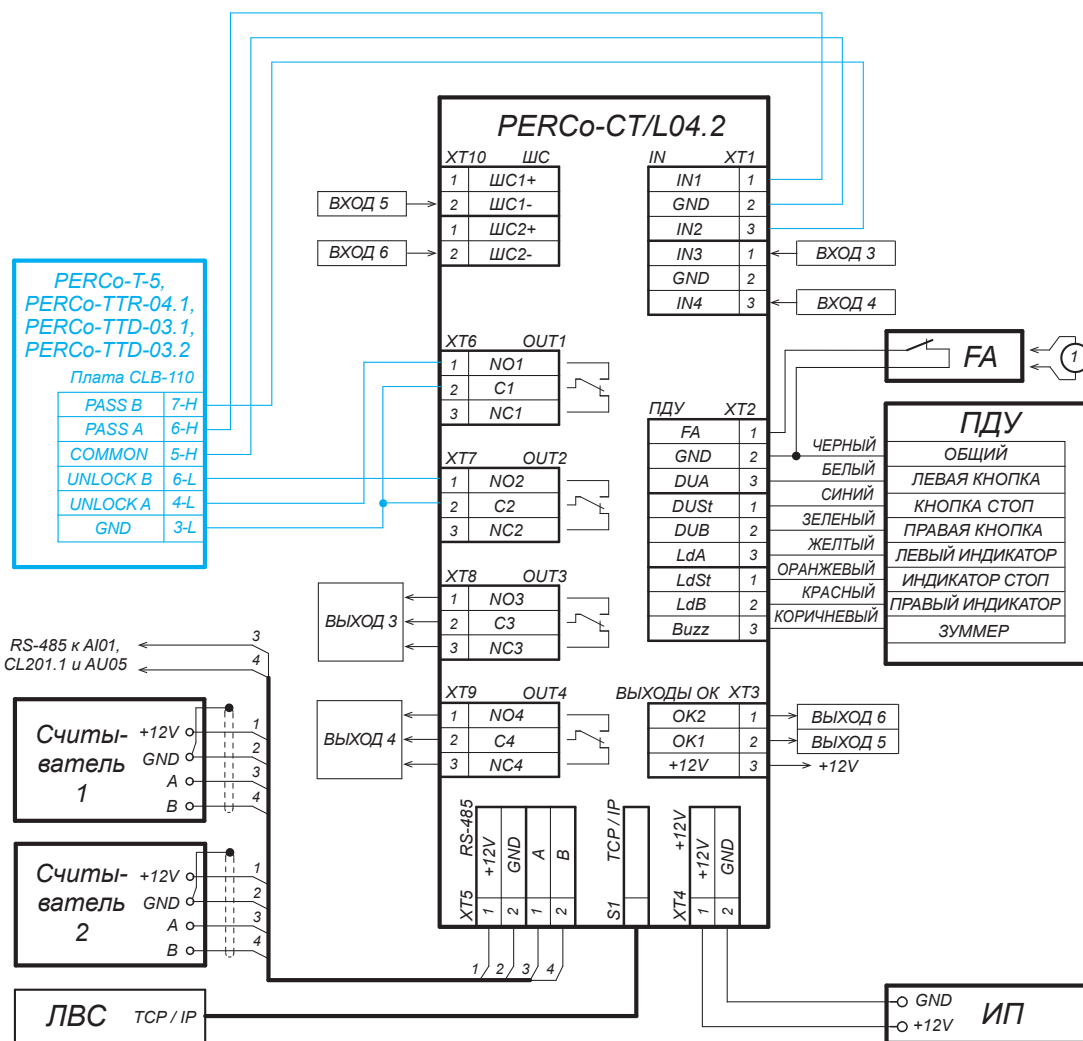 PERCo-CT/L04.2
XT10 ШС
1 ШС1+
2 ШС1-
1 ШС2+
2 ШС2-
ВХОД 5
ВХОД 6
IN XT1
IN1 1
GND 2
IN2 3
IN3 1
GND 2
IN4 3
ВХОД 3
ВХОД 4
PERCo-T-5,
PERCo-TTR-04.1,
PERCo-TTD-03.1,
PERCo-TTD-03.2
Плата CLB-110
PASS B 7-H
PASS A 6-H
COMMON 5-H
UNLOCK B 6-L
UNLOCK A 4-L
GND 3-L
XT6 OUT1
1 NO1
2 C1
3 NC1
XT7 OUT2
1 NO2
2 C2
3 NC2
XT8 OUT3
1 NO3
2 C3
3 NC3
ВЫХОД 3
XT9 OUT4
1 NO4
2 C4
3 NC4
ВЫХОД 4
FA
1
ПДУ XT2
FA 1
GND 2
DUA 3
DUSt 1
DUB 2
LdA 3
LdSt 1
LdB 2
Buzz 3
ЧЕРНЫЙ
БЕЛЫЙ
СИНИЙ
ЗЕЛЕНЫЙ
ЖЕЛТЫЙ
ОРАНЖЕВЫЙ
КРАСНЫЙ
КОРИЧНЕВЫЙ
ПДУ
ОБЩИЙ
ЛЕВАЯ КНОПКА
КНОПКА СТОП
ПРАВАЯ КНОПКА
ЛЕВЫЙ ИНДИКАТОР
ИНДИКАТОР СТОП
ПРАВЫЙ ИНДИКАТОР
ЗУММЕР
ВЫХОДЫ ОК XT3
OK2 1
OK1 2
+12V 3
ВЫХОД 6
ВЫХОД 5
+12V
RS-485 к AI01,
CL201.1 и AU05
3
4
Считы-
ватель
1
+12V 1
GND 2
A 3
B 4
Считы-
ватель
2
+12V 1
GND 2
A 3
B 4
XT5 RS-485
1 +12V
2 GND
1 A
2 B
1 2 3 4
S1 TCP / IP
XT4 +12V
1 +12V
2 GND
ЛВС TCP / IP
GND
+12V
ИП